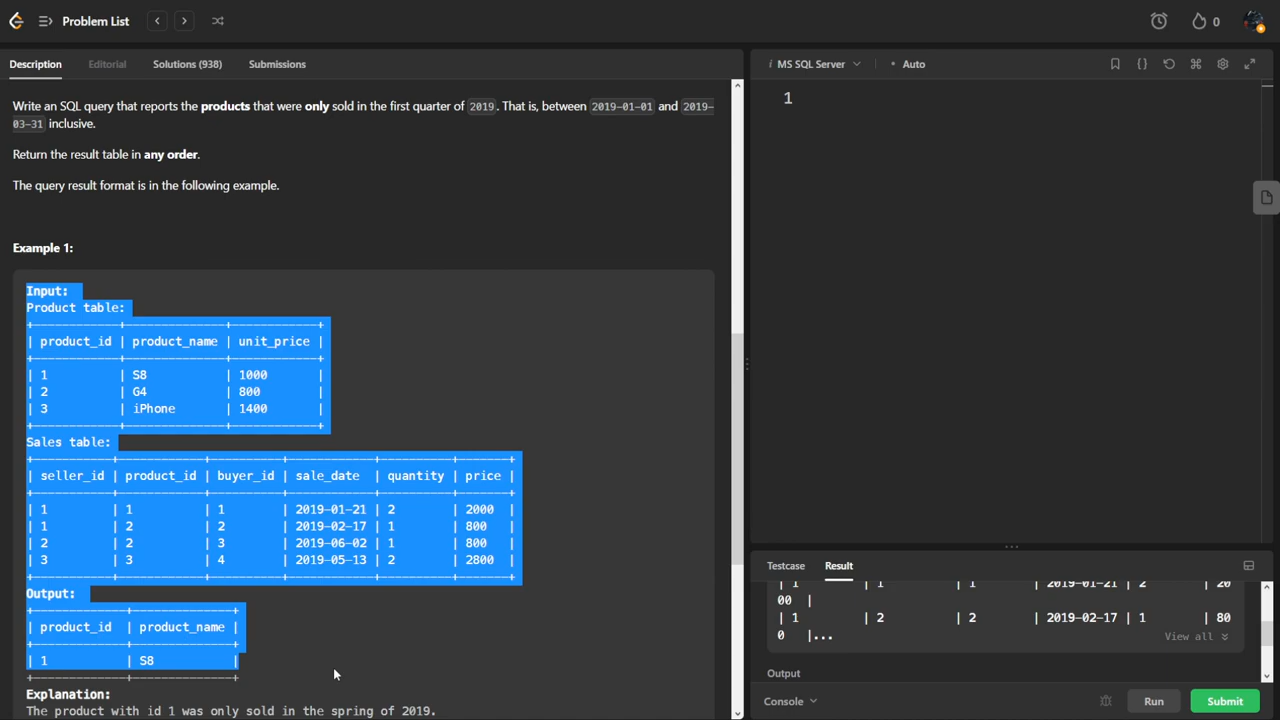 Problem List
0
Description Editorial Solutions (938) Submissions
Write an SQL query that reports the products that were only sold in the first quarter of 2019. That is, between 2019-01-01 and 2019-
03-31 inclusive.
Return the result table in any order.
The query result format is in the following example.
Example 1:
Input:
Product table:
+------------+--------------+------------+
| product_id | product_name | unit_price |
+------------+--------------+------------+
| 1 | S8 | 1000 |
| 2 | G4 | 800 |
| 3 | iPhone | 1400 |
+------------+--------------+------------+
Sales table:
+-----------+------------+----------+------------+----------+-------+
| seller_id | product_id | buyer_id | sale_date | quantity | price |
+-----------+------------+----------+------------+----------+-------+
| 1 | 1 | 1 | 2019-01-21 | 2 | 2000 |
| 1 | 2 | 2 | 2019-02-17 | 1 | 800 |
| 2 | 2 | 3 | 2019-06-02 | 1 | 800 |
| 3 | 3 | 4 | 2019-05-13 | 2 | 2800 |
+-----------+------------+----------+------------+----------+-------+
Output:
+-------------+--------------+
| product_id | product_name |
+-------------+--------------+
| 1 | S8 |
+-------------+--------------+
Explanation:
The product with id 1 was only sold in the spring of 2019.
i MS SQL Server • Auto
{}
1
Testcase Result
| 1 | 1 | 1 | 2019-01-21 | 2 | 20
00 |
| 1 | 2 | 2 | 2019-02-17 | 1 | 80
0 |...
View all
Output
Console Run Submit